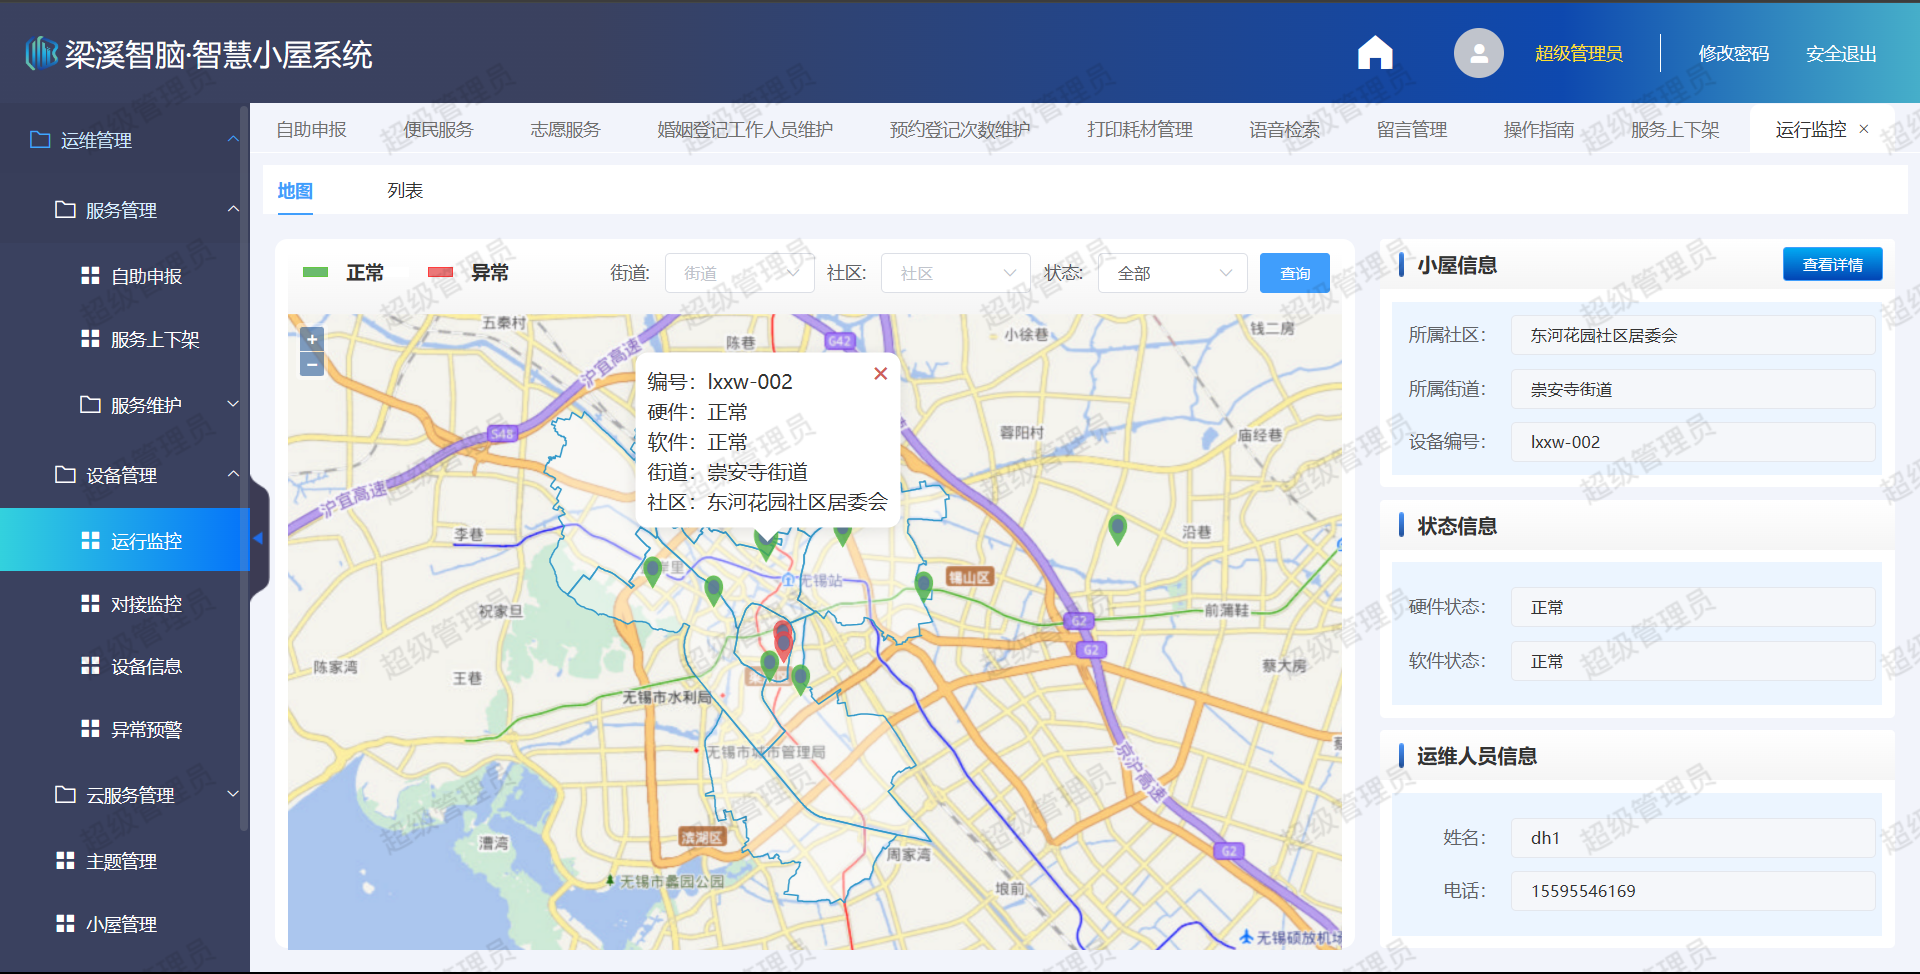 梁溪智脑·智慧小屋系统
超级管理员
修改密码
安全退出
运维管理
服务管理
自助申报
服务上下架
服务维护
设备管理
运行监控
对接监控
设备信息
异常预警
云服务管理
主题管理
小屋管理
自助申报
便民服务
志愿服务
婚姻登记工作人员维护
预约登记次数维护
打印耗材管理
语音检索
留言管理
操作指南
服务上下架
运行监控 ×
地图
列表
正常
异常
街道:
街道
社区:
社区
状态:
全部
查询
+
−
五秦村
陈巷
G42
小徐巷
钱二房
沪宜高速
S48
蓉阳村
庙经巷
沪宜高速
李巷
沿巷
岸里
无锡站
锡山区
祝家旦
前蒲鞋
G2
G2
陈家湾
王巷
蔡大房
无锡市水利局
无锡市城市管理局
京沪高速
漕湾
滨湖区
周家湾
G2
无锡市蠡园公园
埌前
无锡硕放机场
编号：lxxw-002
硬件：正常
软件：正常
街道：崇安寺街道
社区：东河花园社区居委会
小屋信息
查看详情
所属社区：
东河花园社区居委会
所属街道：
崇安寺街道
设备编号：
lxxw-002
状态信息
硬件状态：
正常
软件状态：
正常
运维人员信息
姓名：
dh1
电话：
15595546169